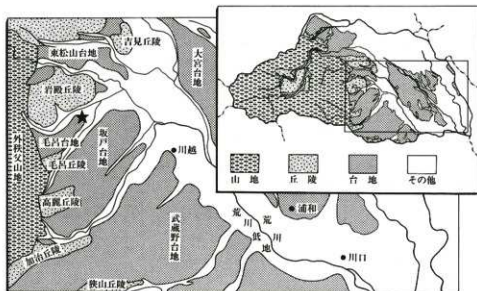 吉見丘陵
東松山台地
大宮台地
岩殿丘陵
外秩父山地
毛呂台地
坂戸台地
毛呂丘陵
川越
高麗丘陵
武蔵野台地
加治丘陵
狭山丘陵
荒川
荒川低地
浦和
川口
山地
丘陵
台地
その他